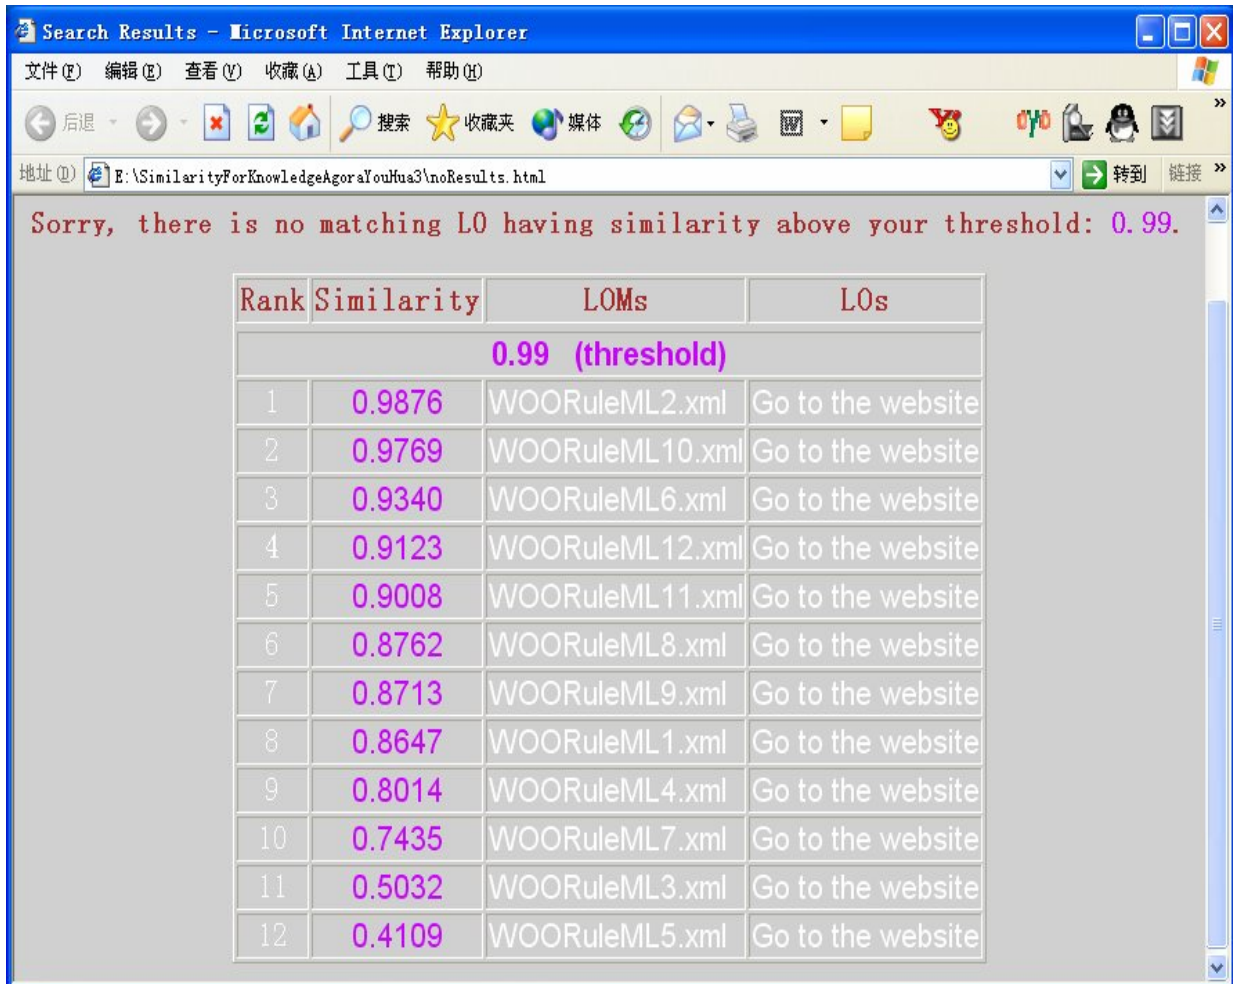 Search Results - Microsoft Internet Explorer
文件(F) 编辑(E) 查看(V) 收藏(A) 工具(T) 帮助(H)
后退 搜索 收藏夹 媒体
地址(D) E:\SimilarityForKnowledgeAgoraYouHua3\noResults.html 转到 链接 »
Sorry, there is no matching LO having similarity above your threshold: 0.99.
Rank Similarity LOMs LOs
0.99 (threshold)
1 0.9876 WOORuleML2.xml Go to the website
2 0.9769 WOORuleML10.xml Go to the website
3 0.9340 WOORuleML6.xml Go to the website
4 0.9123 WOORuleML12.xml Go to the website
5 0.9008 WOORuleML11.xml Go to the website
6 0.8762 WOORuleML8.xml Go to the website
7 0.8713 WOORuleML9.xml Go to the website
8 0.8647 WOORuleML1.xml Go to the website
9 0.8014 WOORuleML4.xml Go to the website
10 0.7435 WOORuleML7.xml Go to the website
11 0.5032 WOORuleML3.xml Go to the website
12 0.4109 WOORuleML5.xml Go to the website